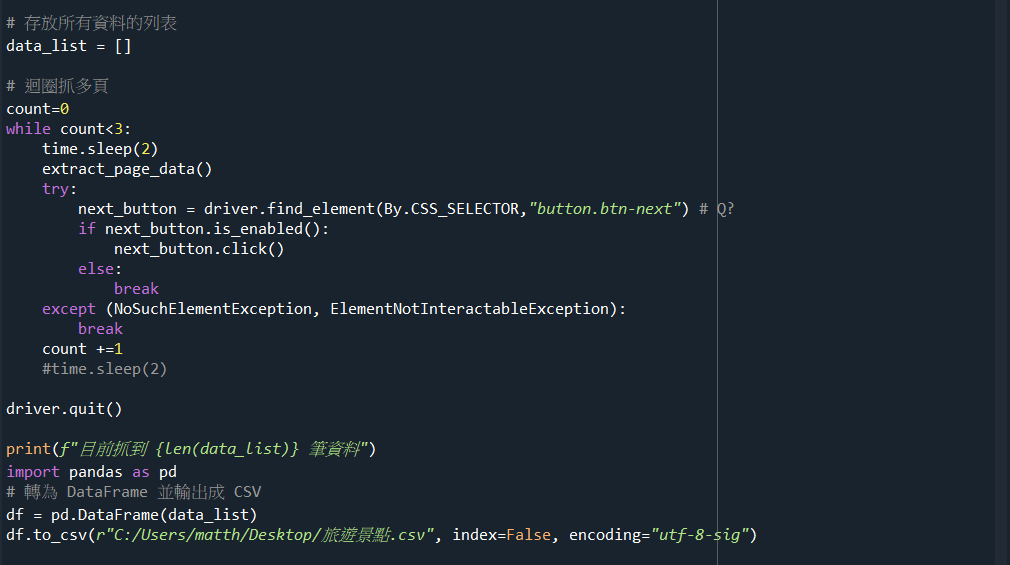 # 存放所有資料的列表
data_list = []
# 迴圈抓多頁
count=0
while count<3:
    time.sleep(2)
    extract_page_data()
    try:
        next_button = driver.find_element(By.CSS_SELECTOR,"button.btn-next") # Q?
        if next_button.is_enabled():
            next_button.click()
        else:
            break
    except (NoSuchElementException, ElementNotInteractableException):
        break
    count +=1
    #time.sleep(2)
driver.quit()
print(f"目前抓到 {len(data_list)} 筆資料")
import pandas as pd
# 轉為 DataFrame 並輸出成 CSV
df = pd.DataFrame(data_list)
df.to_csv(r"C:/Users/matth/Desktop/旅遊景點.csv", index=False, encoding="utf-8-sig")